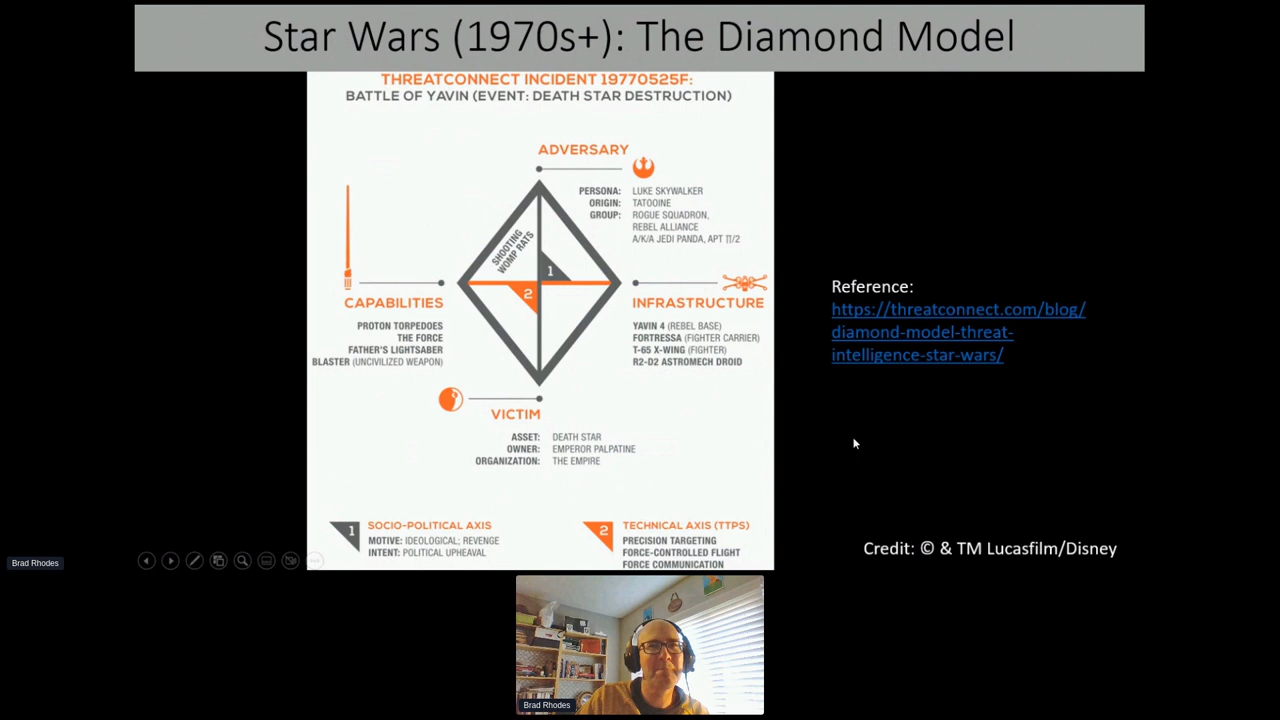 Star Wars (1970s+): The Diamond Model
THREATCONNECT INCIDENT 19770525F:
BATTLE OF YAVIN (EVENT: DEATH STAR DESTRUCTION)
ADVERSARY
PERSONA: LUKE SKYWALKER
ORIGIN: TATOOINE
GROUP: ROGUE SQUADRON,
REBEL ALLIANCE
A/K/A JEDI PANDA, APT π/2
SHOOTING
WOMP RATS
1
2
CAPABILITIES
PROTON TORPEDOES
THE FORCE
FATHER'S LIGHTSABER
BLASTER (UNCIVILIZED WEAPON)
INFRASTRUCTURE
YAVIN 4 (REBEL BASE)
FORTRESSA (FIGHTER CARRIER)
T-65 X-WING (FIGHTER)
R2-D2 ASTROMECH DROID
VICTIM
ASSET: DEATH STAR
OWNER: EMPEROR PALPATINE
ORGANIZATION: THE EMPIRE
1 SOCIO-POLITICAL AXIS
MOTIVE: IDEOLOGICAL; REVENGE
INTENT: POLITICAL UPHEAVAL
2 TECHNICAL AXIS (TTPS)
PRECISION TARGETING
FORCE-CONTROLLED FLIGHT
FORCE COMMUNICATION
Reference:
https://threatconnect.com/blog/
diamond-model-threat-
intelligence-star-wars/
Credit: © & TM Lucasfilm/Disney
Brad Rhodes
Brad Rhodes